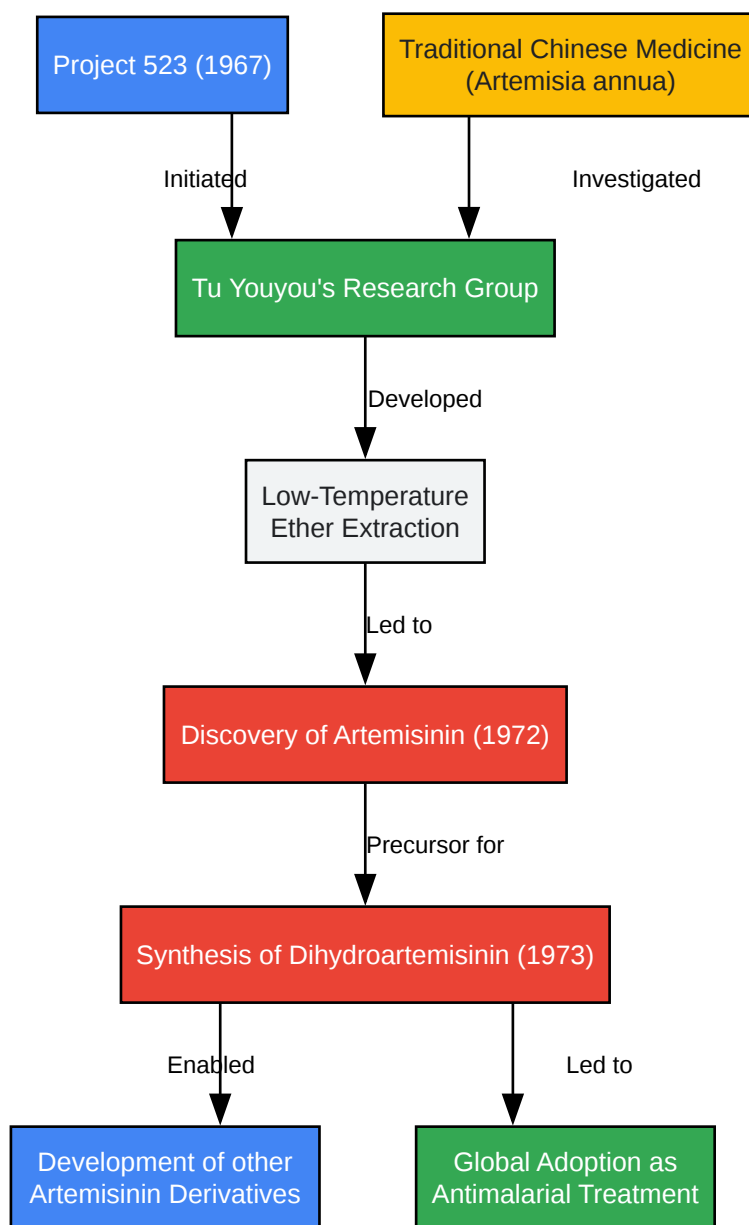 Project 523 (1967)
Traditional Chinese Medicine
(Artemisia annua)
Initiated
Investigated
Tu Youyou's Research Group
Developed
Low-Temperature
Ether Extraction
Led to
Discovery of Artemisinin (1972)
Precursor for
Synthesis of Dihydroartemisinin (1973)
Enabled
Led to
Development of other
Artemisinin Derivatives
Global Adoption as
Antimalarial Treatment